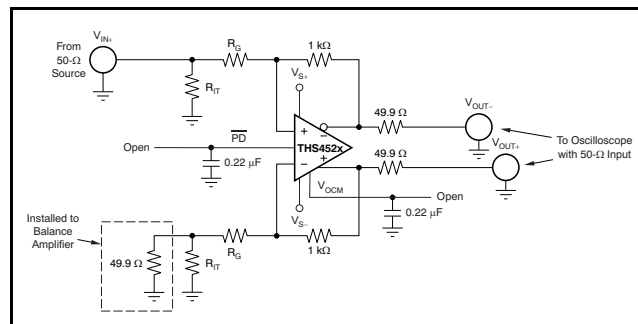 From
50-Ω
Source
VIN+
RG
1 kΩ
RIT
VS+
49.9 Ω
VOUT−
VOUT+
PD
Open
0.22 µF
+
−
THS452x
−
+
49.9 Ω
To Oscilloscope
with 50-Ω Input
VOCM
Open
0.22 µF
VS−
Installed to
Balance
Amplifier
49.9 Ω
RIT
RG
1 kΩ